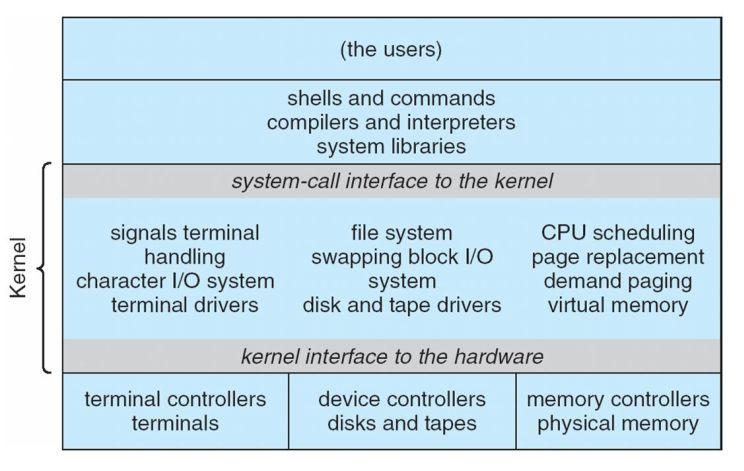 (the users)
shells and commands
compilers and interpreters
system libraries
Kernel
system-call interface to the kernel
signals terminal
handling
character I/O system
terminal drivers
file system
swapping block I/O
system
disk and tape drivers
CPU scheduling
page replacement
demand paging
virtual memory
kernel interface to the hardware
terminal controllers
terminals
device controllers
disks and tapes
memory controllers
physical memory